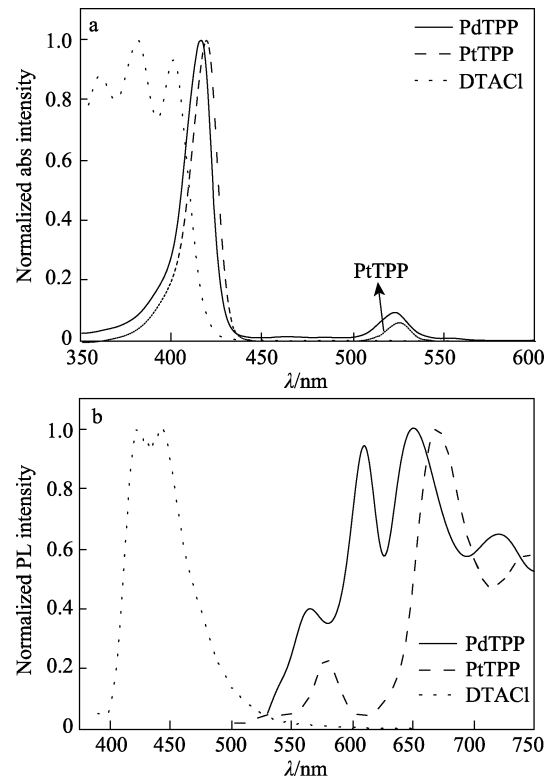 a
PdTPP
PtTPP
DTACl
1.0
0.8
0.6
0.4
0.2
0
Normalized abs intensity
PtTPP
350 400 450 500 550 600
λ/nm
b
1.0
0.8
0.6
0.4
0.2
0
Normalized PL intensity
PdTPP
PtTPP
DTACl
400 450 500 550 600 650 700 750
λ/nm